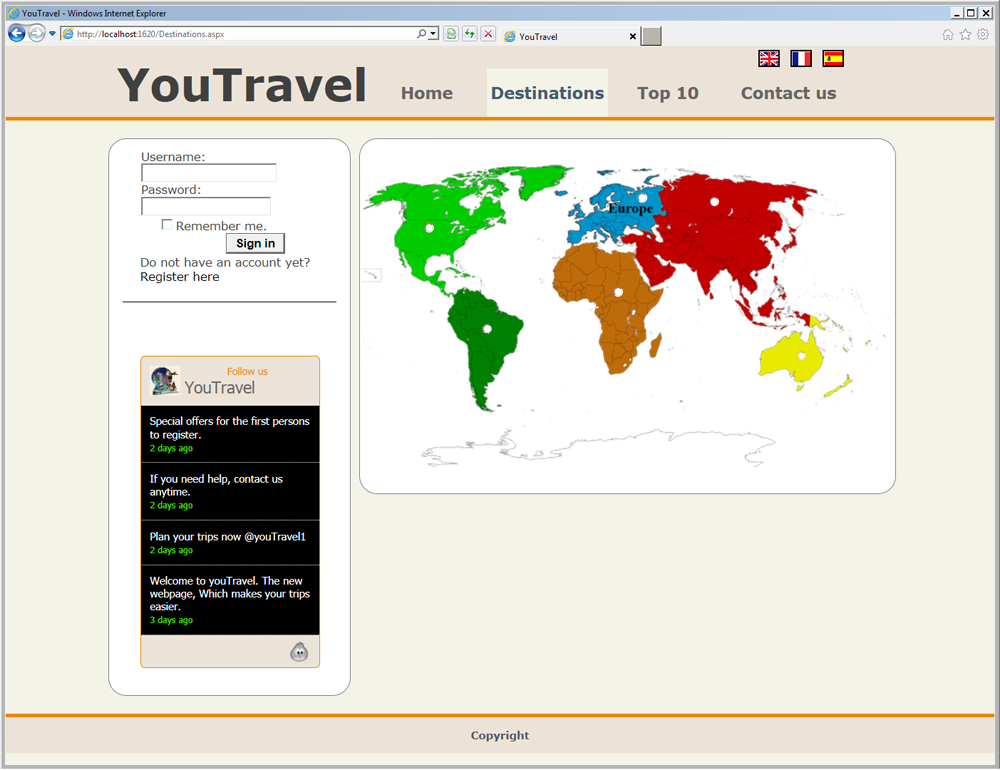 YouTravel - Windows Internet Explorer
http://localhost:1620/Destinations.aspx
YouTravel
YouTravel
Home
Destinations
Top 10
Contact us
Username:
Password:
Remember me.
Sign in
Do not have an account yet?
Register here
Europe
Follow us
YouTravel
Special offers for the first persons
to register.
2 days ago
If you need help, contact us
anytime.
2 days ago
Plan your trips now @youTravel1
2 days ago
Welcome to youTravel. The new
webpage, Which makes your trips
easier.
3 days ago
Copyright